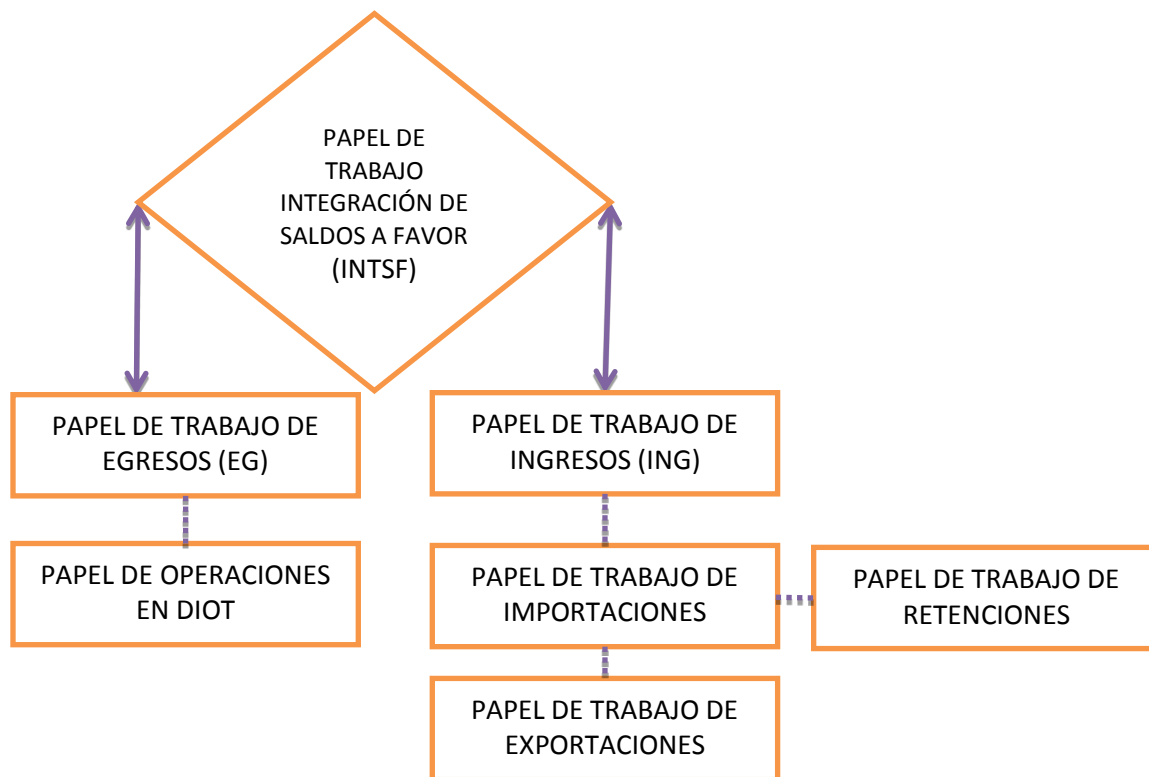 PAPEL DE
TRABAJO
INTEGRACIÓN DE
SALDOS A FAVOR
(INTSF)
PAPEL DE TRABAJO DE
EGRESOS (EG)
PAPEL DE TRABAJO DE
INGRESOS (ING)
PAPEL DE OPERACIONES
EN DIOT
PAPEL DE TRABAJO DE
IMPORTACIONES
PAPEL DE TRABAJO DE
RETENCIONES
PAPEL DE TRABAJO DE
EXPORTACIONES